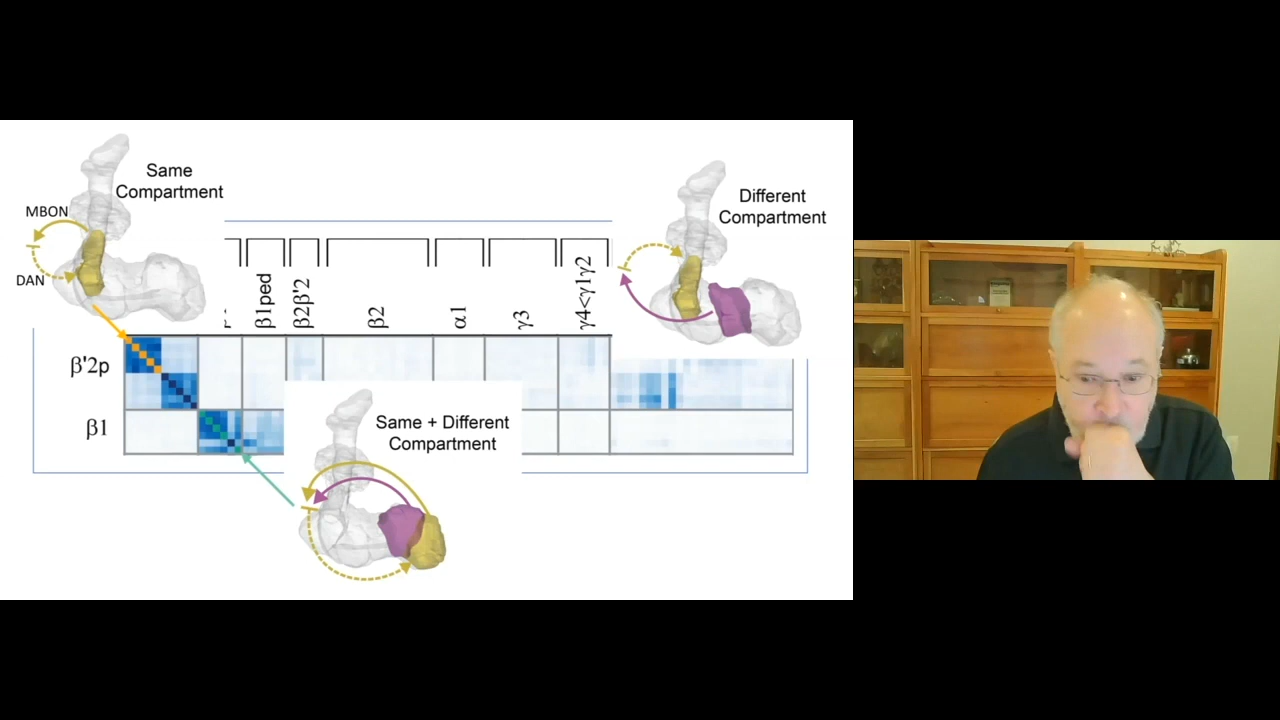 Same
Compartment
MBON
DAN
Different
Compartment
β1ped
β2β'2
β2
α1
γ3
γ4<γ1γ2
β'2p
β1
Same + Different
Compartment